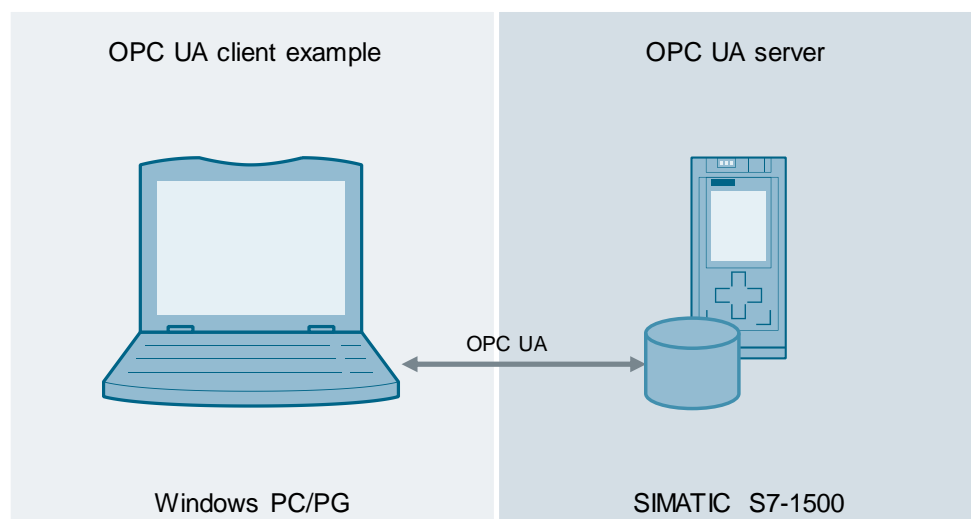 OPC UA client example
OPC UA server
OPC UA
Windows PC/PG
SIMATIC S7-1500